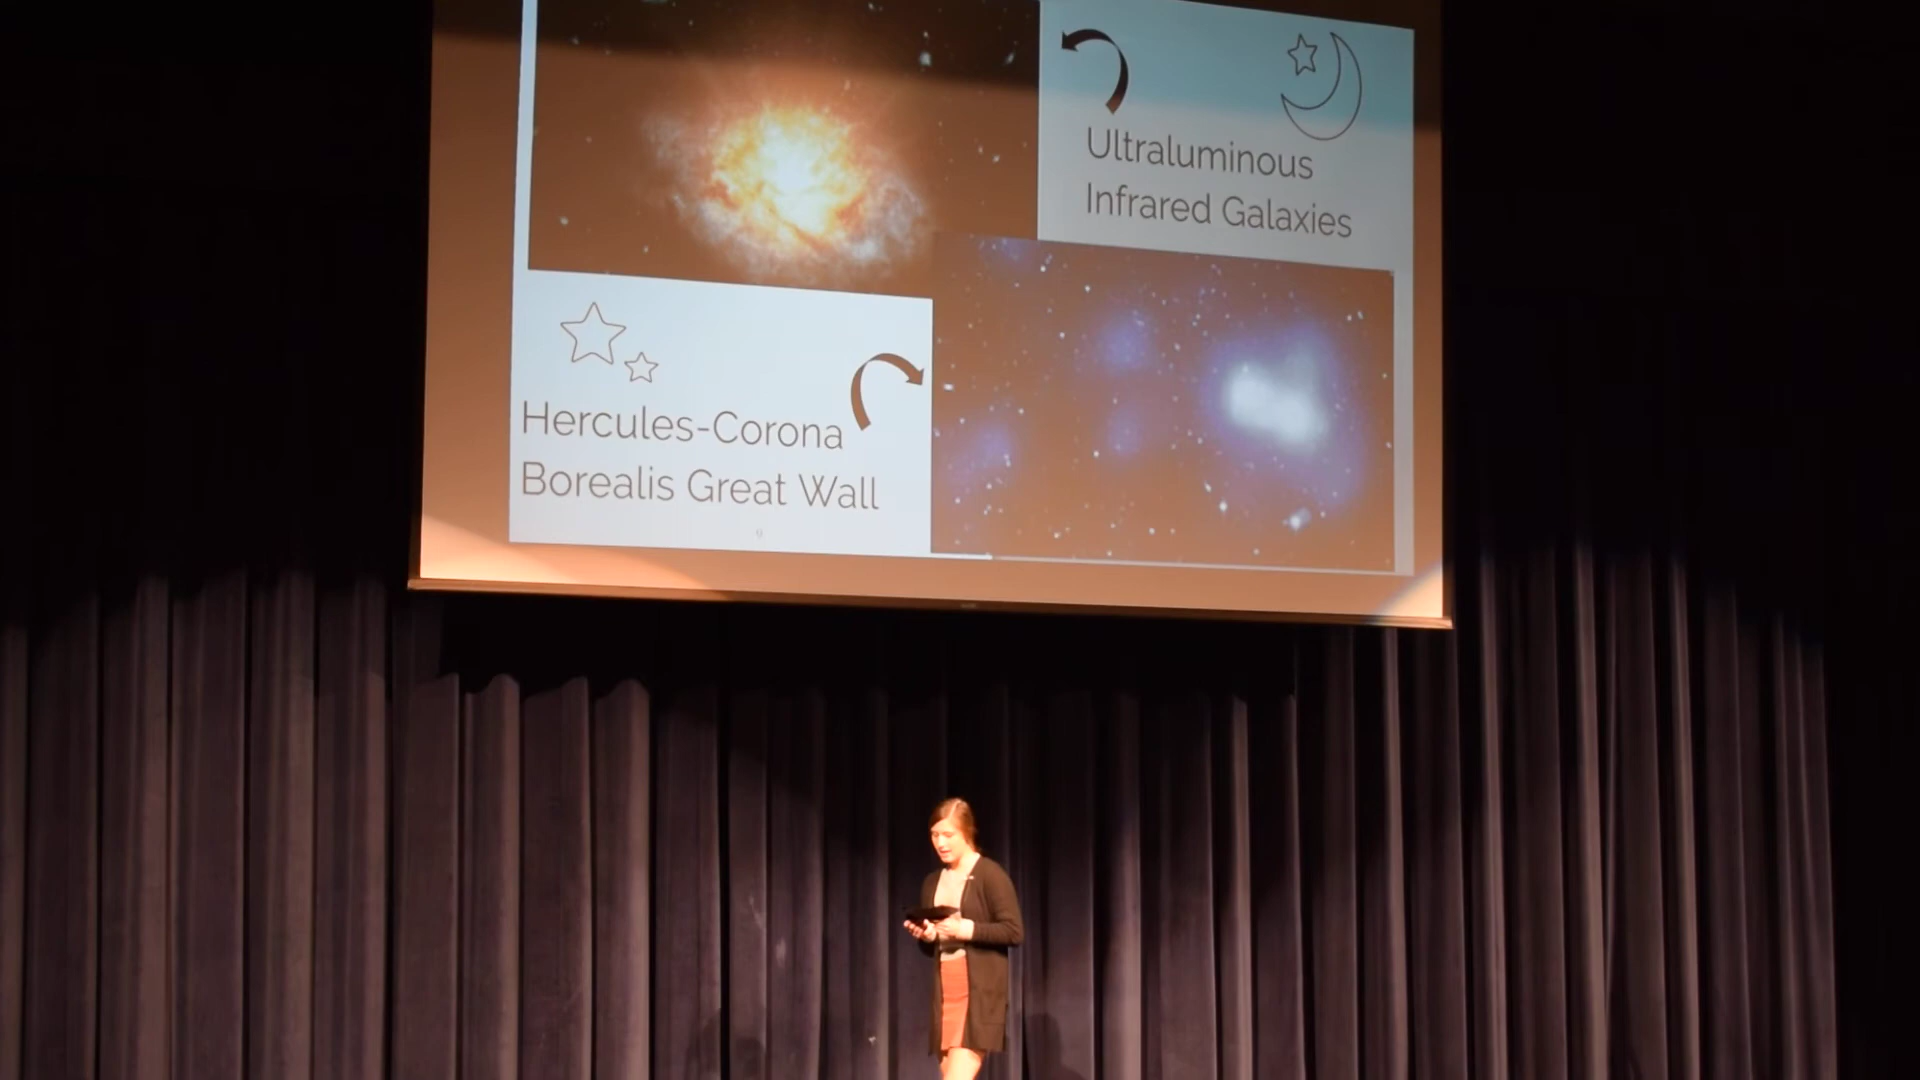 Ultraluminous
Infrared Galaxies
Hercules-Corona
Borealis Great Wall